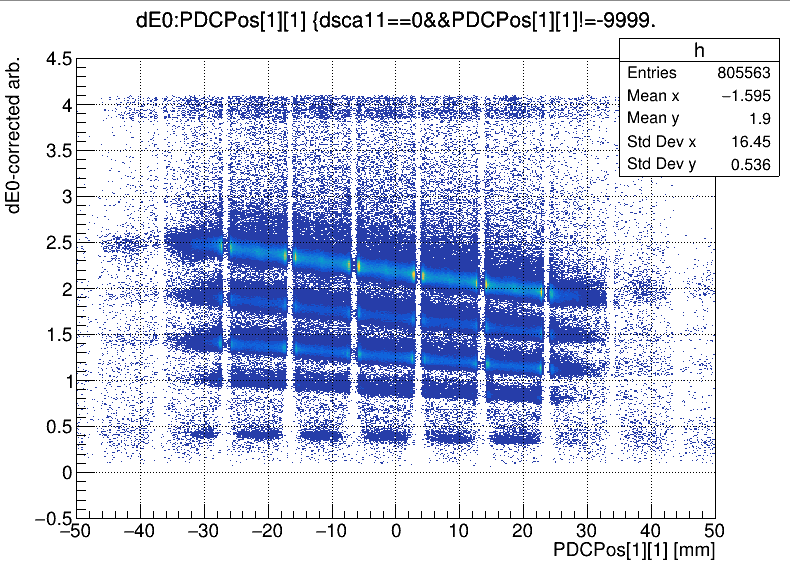 dE0:PDCPos[1][1] {dsca11==0&&PDCPos[1][1]!=-9999.
h
Entries 805563
Mean x −1.595
Mean y 1.9
Std Dev x 16.45
Std Dev y 0.536
dE0-corrected arb.
4.5
4
3.5
3
2.5
2
1.5
1
0.5
0
−0.5
−50 −40 −30 −20 −10 0 10 20 30 40 50
PDCPos[1][1] [mm]